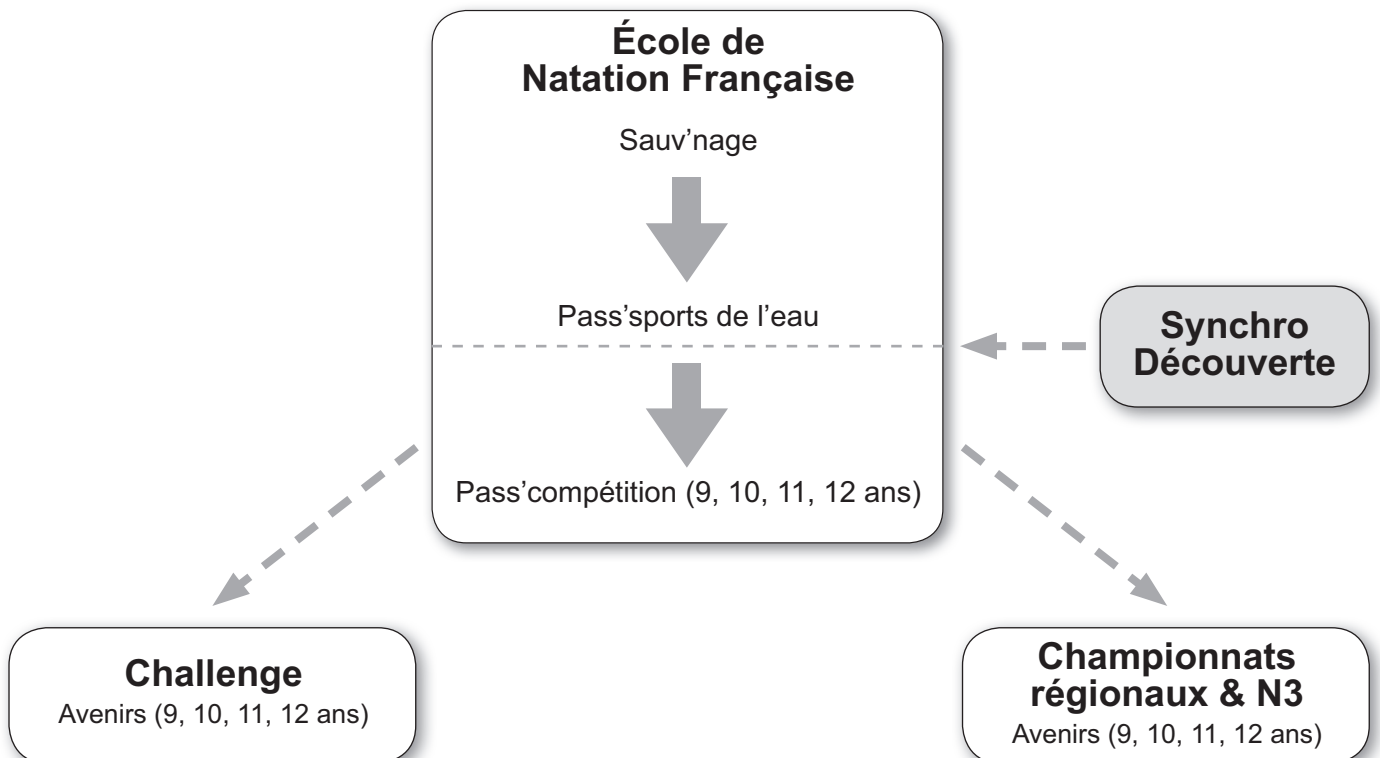 École de
Natation Française
Sauv’nage
Pass’sports de l’eau
Synchro
Découverte
Pass’compétition (9, 10, 11, 12 ans)
Challenge
Avenirs (9, 10, 11, 12 ans)
Championnats
régionaux & N3
Avenirs (9, 10, 11, 12 ans)